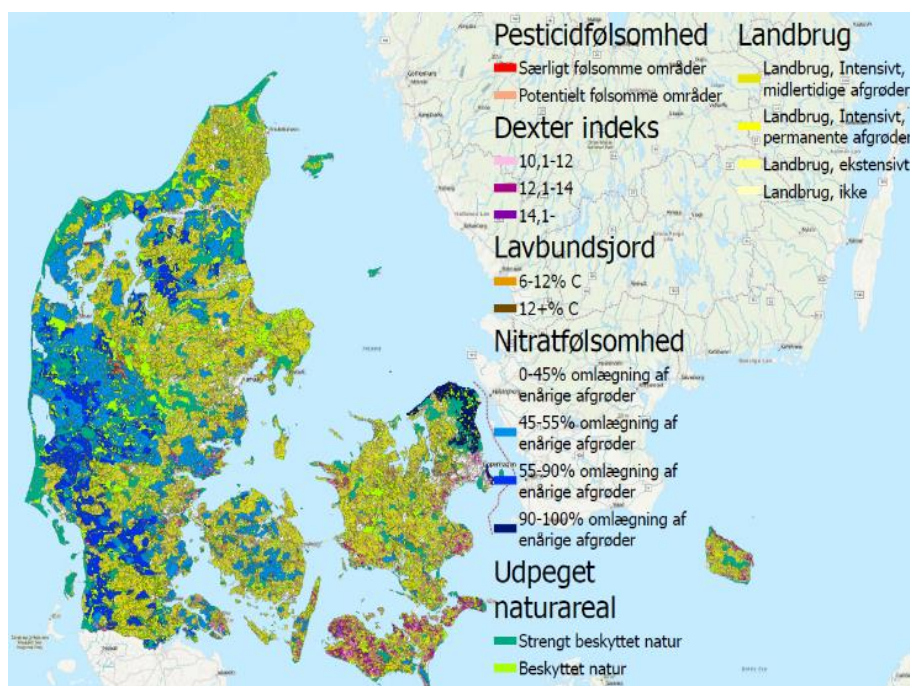 Pesticidfølsomhed
Særligt følsomme områder
Potentielt følsomme områder
Dexter indeks
10,1-12
12,1-14
14,1-
Lavbundsjord
6-12% C
12+% C
Nitratfølsomhed
0-45% omlægning af
enårige afgrøder
45-55% omlægning af
enårige afgrøder
55-90% omlægning af
enårige afgrøder
90-100% omlægning af
enårige afgrøder
Udpeget
naturareal
Strengt beskyttet natur
Beskyttet natur
Landbrug
Landbrug, Intensivt,
midlertidige afgrøder
Landbrug, Intensivt,
permanente afgrøder
Landbrug, ekstensivt
Landbrug, ikke